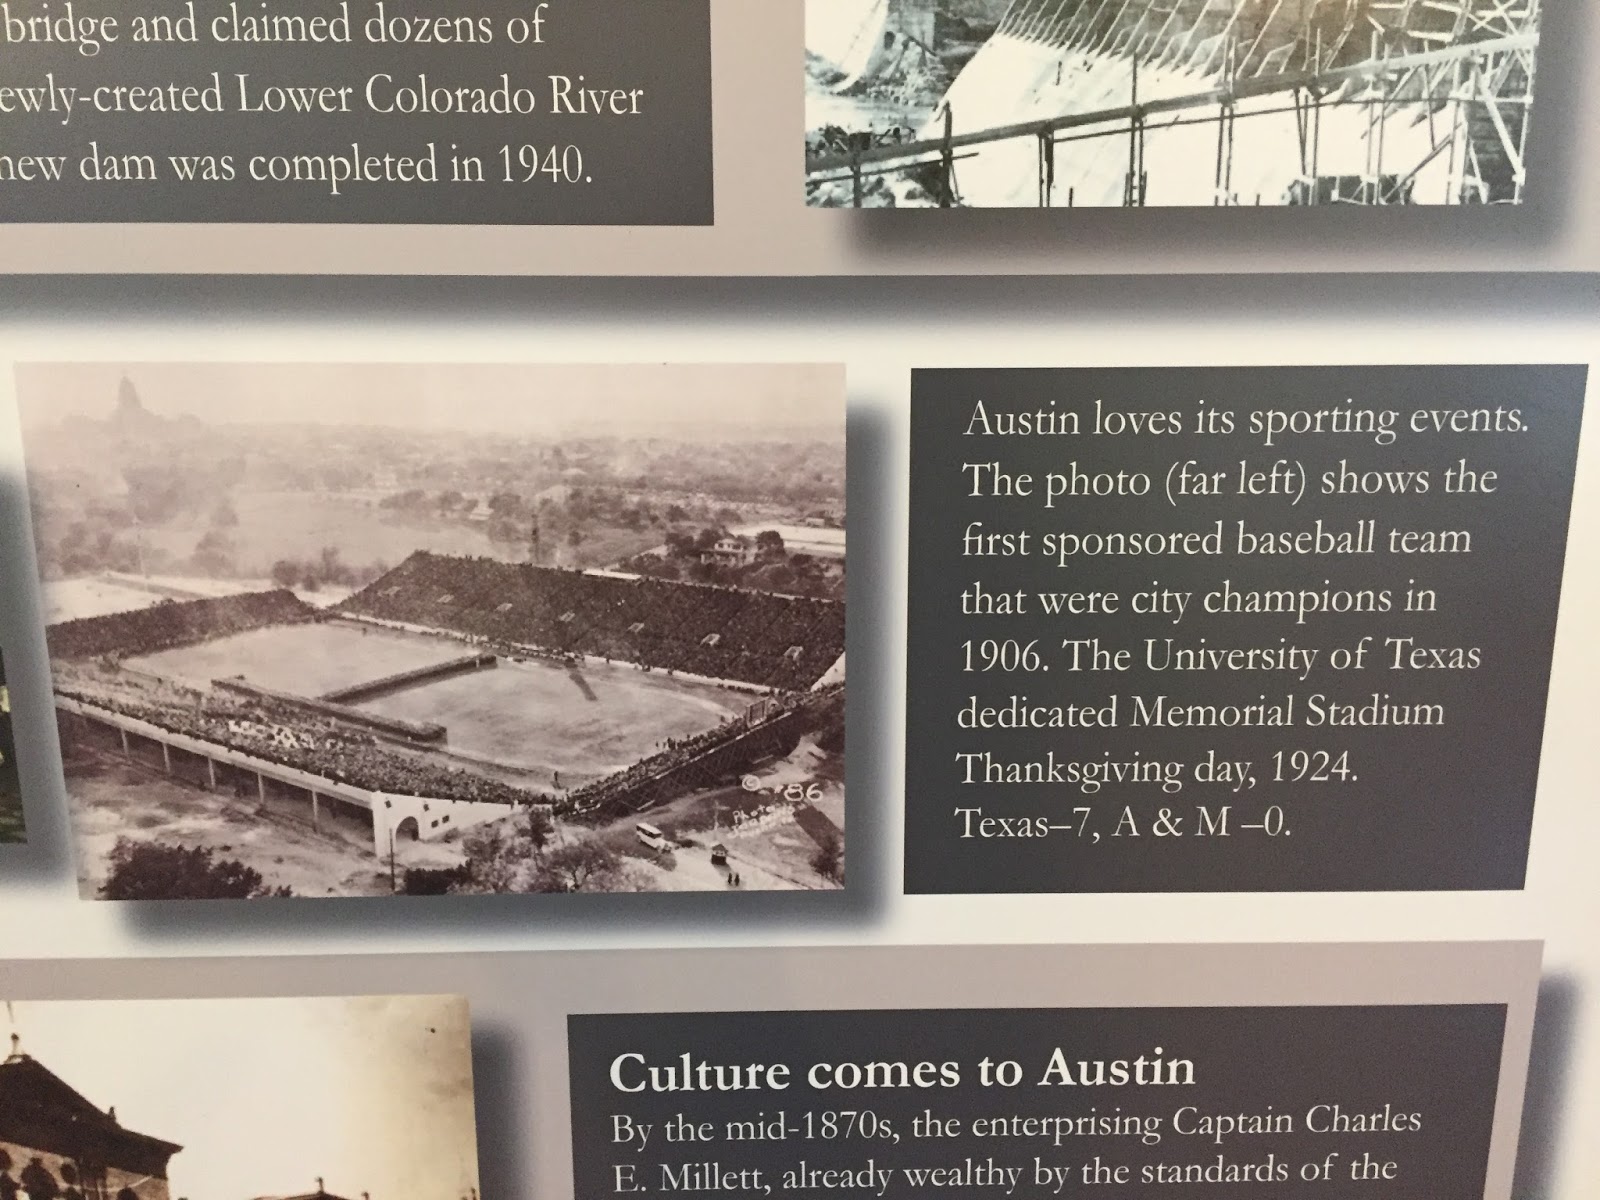 bridge and claimed dozens of
ewly-created Lower Colorado River
new dam was completed in 1940.
Austin loves its sporting events.
The photo (far left) shows the
first sponsored baseball team
that were city champions in
1906. The University of Texas
dedicated Memorial Stadium
Thanksgiving day, 1924.
Texas–7, A & M –0.
© 86
Photo
Culture comes to Austin
By the mid-1870s, the enterprising Captain Charles
E. Millett, already wealthy by the standards of the